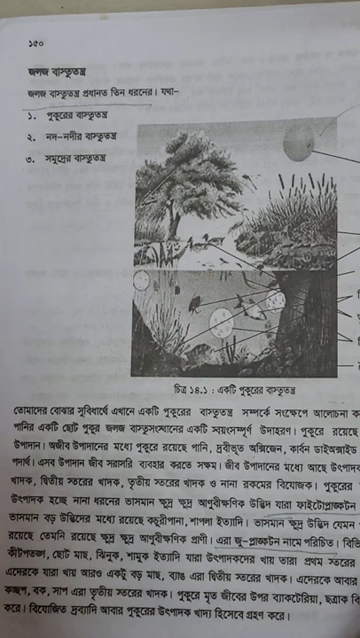 ১৫০
জলজ বাস্তুতন্ত্র
জলজ বাস্তুতন্ত্র প্রধানত তিন ধরনের। যথা–
১. পুকুরের বাস্তুতন্ত্র
২. নদ-নদীর বাস্তুতন্ত্র
৩. সমুদ্রের বাস্তুতন্ত্র
চিত্র ১৪.১ : একটি পুকুরের বাস্তুতন্ত্র
তোমাদের বোঝার সুবিধার্থে এখানে একটি পুকুরের বাস্তুতন্ত্র সম্পর্কে সংক্ষেপে আলোচনা
পানির একটি ছোট পুকুর জলজ বাস্তুসংস্থানের একটি স্বয়ংসম্পূর্ণ উদাহরণ। পুকুরে রয়েছে
উপাদান। অজীব উপাদানের মধ্যে পুকুরে রয়েছে পানি, দ্রবীভূত অক্সিজেন, কার্বন ডাইঅক্সাইড
পদার্থ। এসব উপাদান জীব সরাসরি ব্যবহার করতে সক্ষম। জীব উপাদানের মধ্যে আছে উৎপাদক
খাদক, দ্বিতীয় স্তরের খাদক, তৃতীয় স্তরের খাদক ও নানা রকমের বিযোজক। পুকুরের
উৎপাদক হচ্ছে নানা ধরনের ভাসমান ক্ষুদ্র ক্ষুদ্র আণুবীক্ষণিক উদ্ভিদ যারা ফাইটোপ্লাঙ্কটন
ভাসমান বড় উদ্ভিদের মধ্যে রয়েছে কচুরীপানা, শাপলা ইত্যাদি। ভাসমান ক্ষুদ্র উদ্ভিদ যেমন
রয়েছে তেমনি রয়েছে ক্ষুদ্র ক্ষুদ্র আণুবীক্ষণিক প্রাণী। এরা জু-প্লাঙ্কটন নামে পরিচিত।
কীটপতঙ্গ, ছোট মাছ, ঝিনুক, শামুক ইত্যাদি যারা উৎপাদকদের খায় তারা প্রথম স্তরের
এদেরকে যারা খায় আরও একটু বড় মাছ, ব্যাঙ এরা দ্বিতীয় স্তরের খাদক। এদেরকে আবার
কচ্ছপ, বক, সাপ এরা তৃতীয় স্তরের খাদক। পুকুরে মৃত জীবের উপর ব্যাকটেরিয়া, ছত্রাক
করে। বিযোজিত দ্রব্যাদি আবার পুকুরের উৎপাদক খাদ্য হিসেবে গ্রহণ করে।